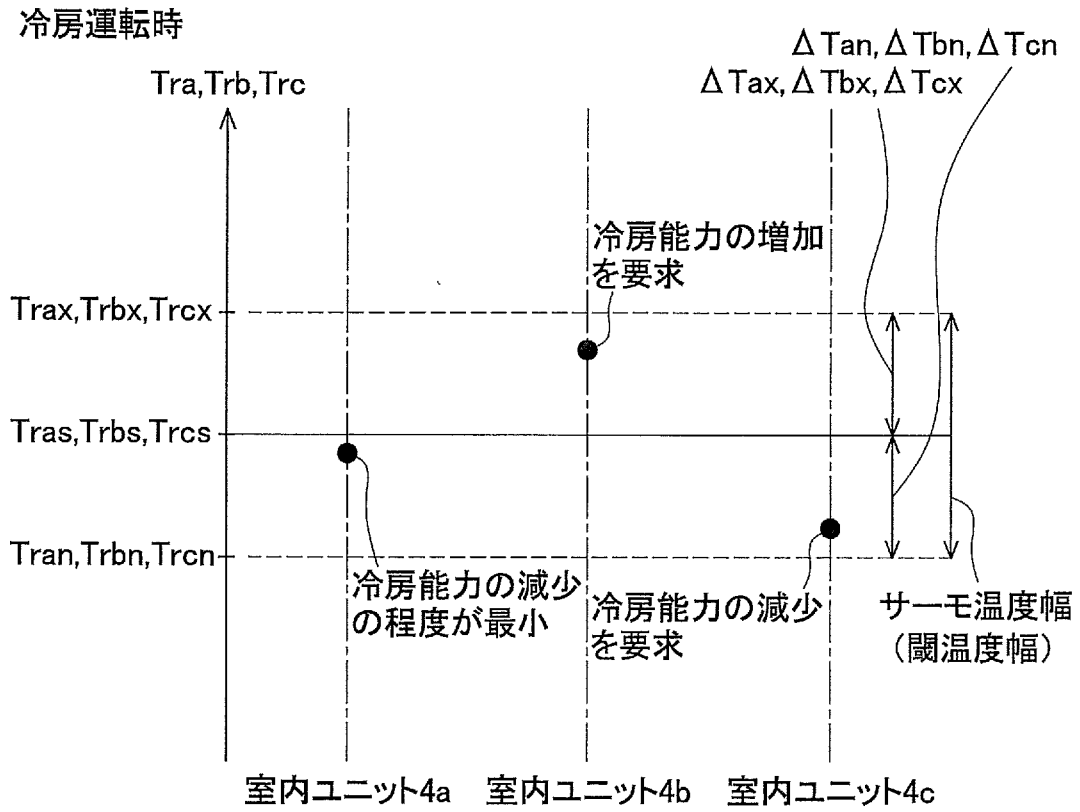 冷房運転時
ΔTan,ΔTbn,ΔTcn
Tra,Trb,Trc
ΔTax,ΔTbx,ΔTcx
冷房能力の増加
を要求
Trax,Trbx,Trcx
Tras,Trbs,Trcs
Tran,Trbn,Trcn
冷房能力の減少
の程度が最小
冷房能力の減少
を要求
サーモ温度幅
(閾温度幅)
室内ユニット4a
室内ユニット4b
室内ユニット4c